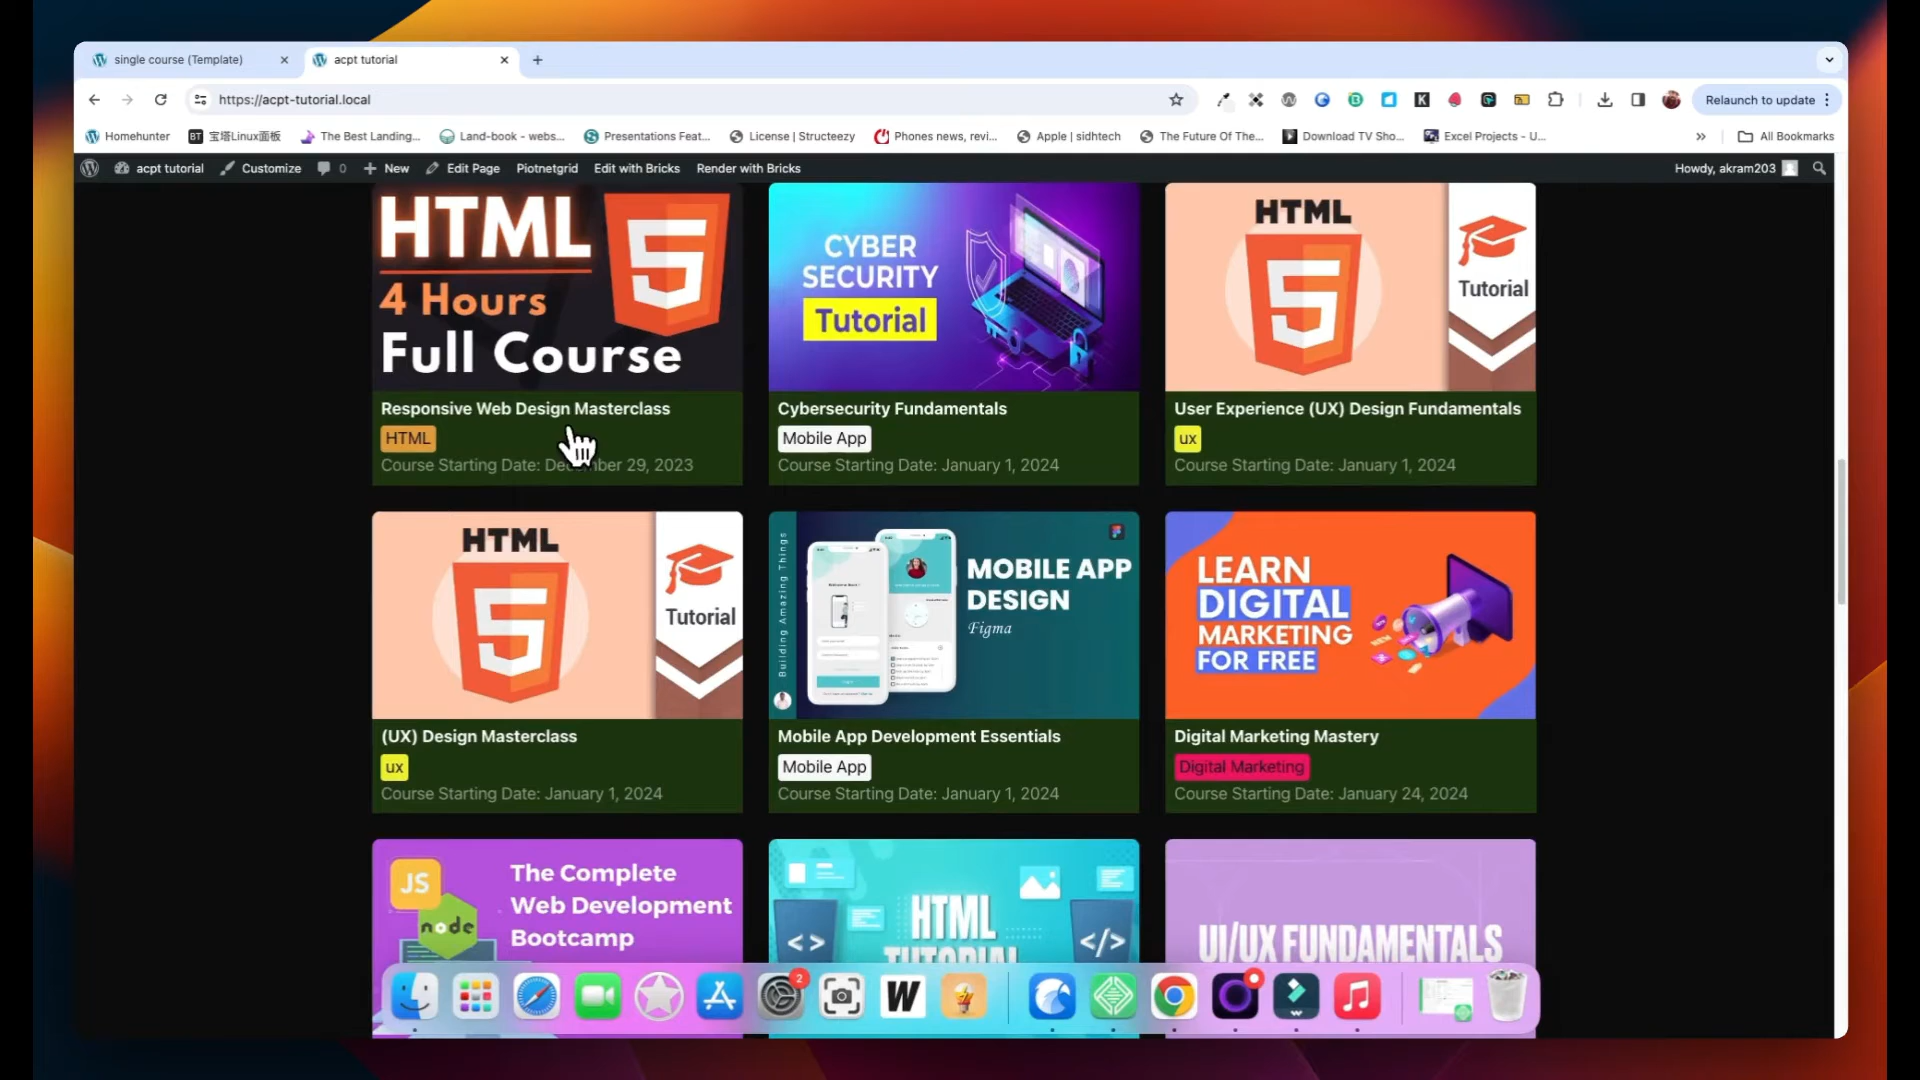 single course (Template)
acpt tutorial
https://acpt-tutorial.local
Relaunch to update
Homehunter
BT 宝塔Linux面板
The Best Landing...
Land-book - webs...
Presentations Feat...
License | Structeezy
Phones news, revi...
Apple | sidhtech
The Future Of The...
Download TV Sho...
Excel Projects - U...
»
All Bookmarks
acpt tutorial
Customize
0
New
Edit Page
Piotnetgrid
Edit with Bricks
Render with Bricks
Howdy, akram203
HTML
4 Hours
Full Course
5
Responsive Web Design Masterclass
HTML
Course Starting Date: December 29, 2023
CYBER
SECURITY
Tutorial
Cybersecurity Fundamentals
Mobile App
Course Starting Date: January 1, 2024
HTML
5
Tutorial
User Experience (UX) Design Fundamentals
ux
Course Starting Date: January 1, 2024
HTML
5
Tutorial
(UX) Design Masterclass
ux
Course Starting Date: January 1, 2024
Building Amazing Things
MOBILE APP
DESIGN
Figma
Mobile App Development Essentials
Mobile App
Course Starting Date: January 1, 2024
LEARN
DIGITAL
MARKETING
FOR FREE
Digital Marketing Mastery
Digital Marketing
Course Starting Date: January 24, 2024
JS
node
The Complete
Web Development
Bootcamp
HTML
TUTORIAL
< >
</>
UI/UX FUNDAMENTALS
2
W